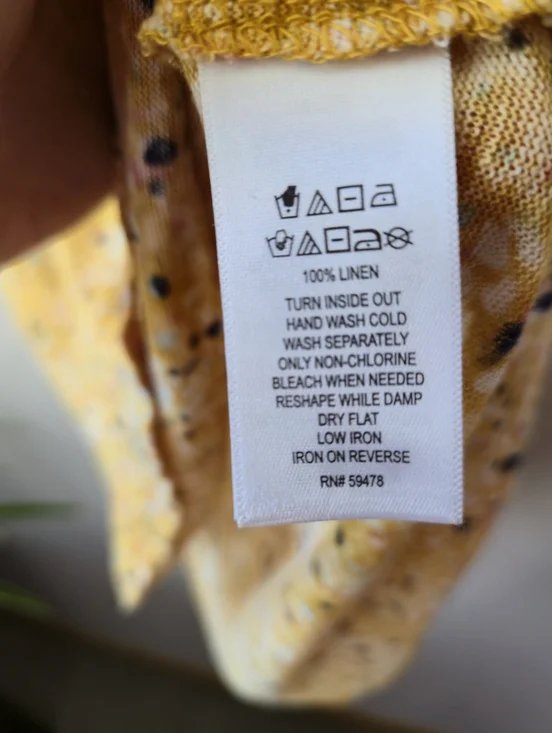 100% LINEN
TURN INSIDE OUT
HAND WASH COLD
WASH SEPARATELY
ONLY NON-CHLORINE
BLEACH WHEN NEEDED
RESHAPE WHILE DAMP
DRY FLAT
LOW IRON
IRON ON REVERSE
RN# 59478